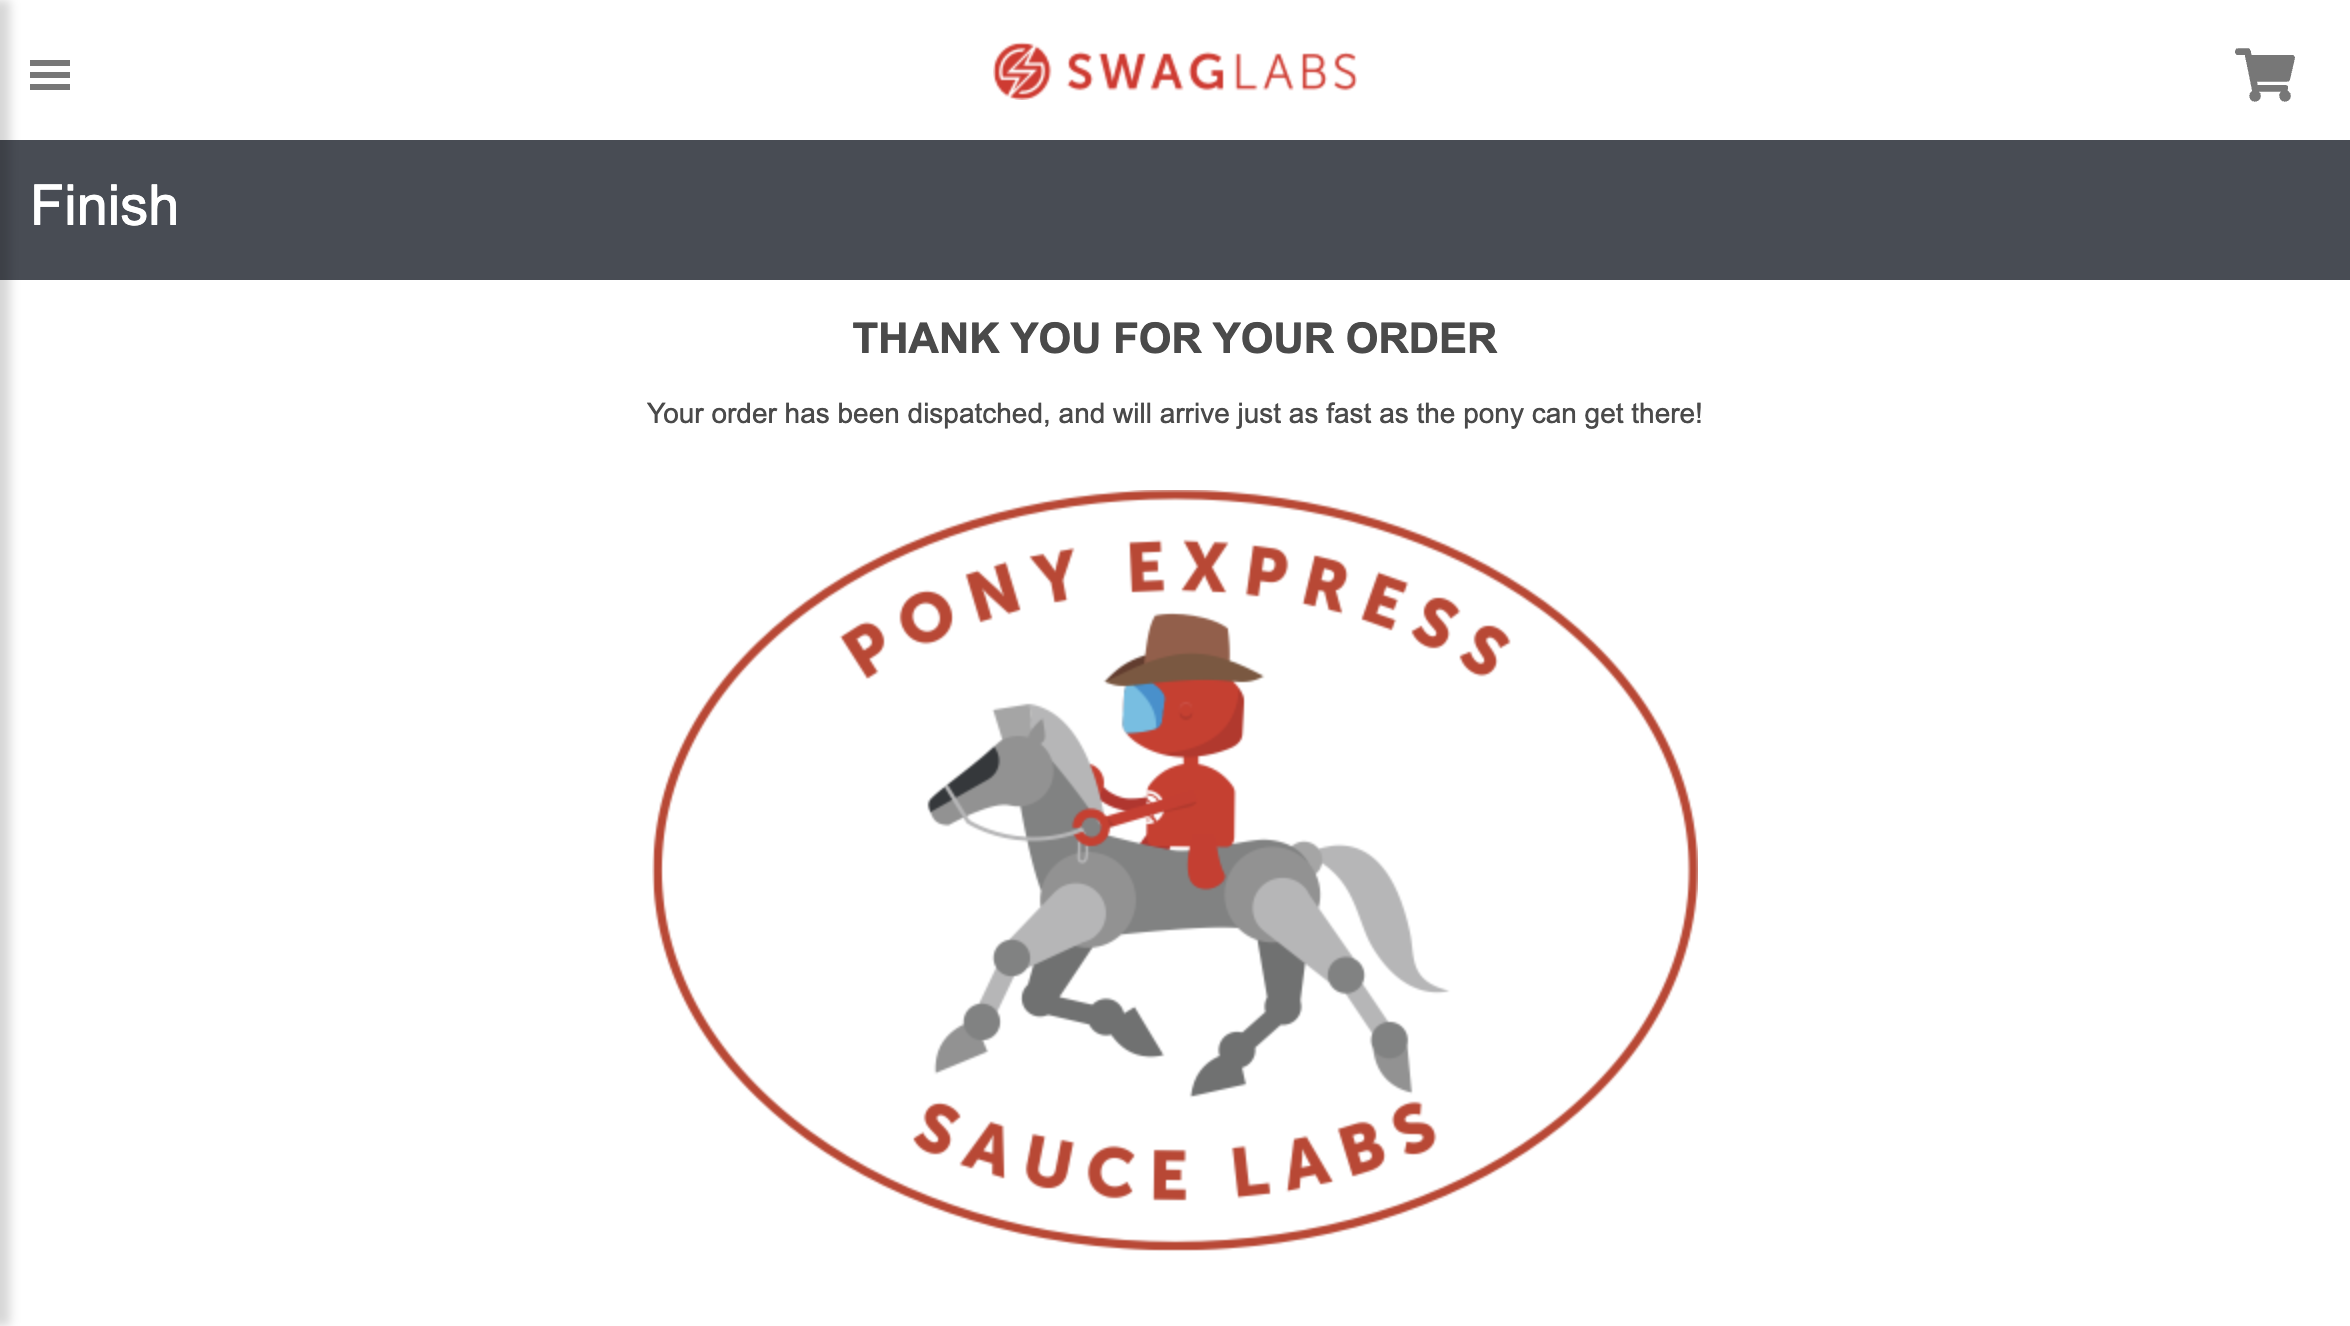 SWAGLABS
Finish
THANK YOU FOR YOUR ORDER
Your order has been dispatched, and will arrive just as fast as the pony can get there!
PONY EXPRESS
SAUCE LABS